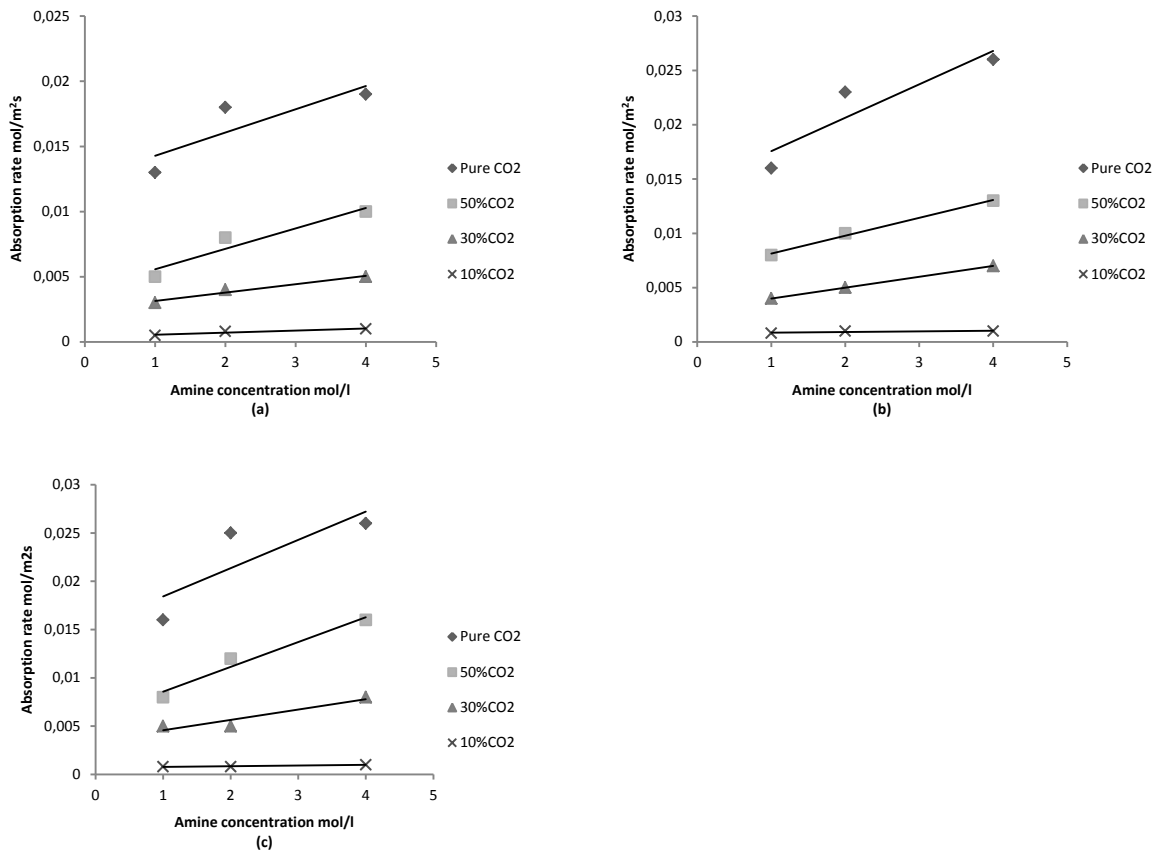 0,025
0,02
0,015
0,01
0,005
0
0 1 2 3 4 5
Absorption rate mol/m²s
Amine concentration mol/l
(a)
Pure CO2
50%CO2
30%CO2
10%CO2
0,03
0,025
0,02
0,015
0,01
0,005
0
0 1 2 3 4 5
Absorption rate mol/m²s
Amine concentration mol/l
(b)
Pure CO2
50%CO2
30%CO2
10%CO2
0,03
0,025
0,02
0,015
0,01
0,005
0
0 1 2 3 4 5
Absorption rate mol/m2s
Amine concentration mol/l
(c)
Pure CO2
50%CO2
30%CO2
10%CO2